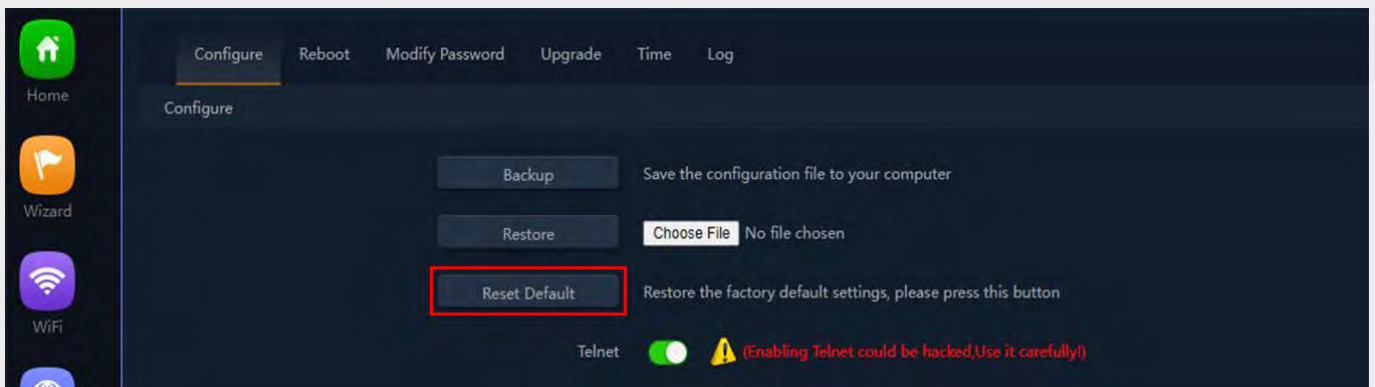 Home
Wizard
WiFi
Configure Reboot Modify Password Upgrade Time Log
Configure
Backup Save the configuration file to your computer
Restore Choose File No file chosen
Reset Default Restore the factory default settings, please press this button
Telnet (Enabling Telnet could be hacked,Use it carefully!)